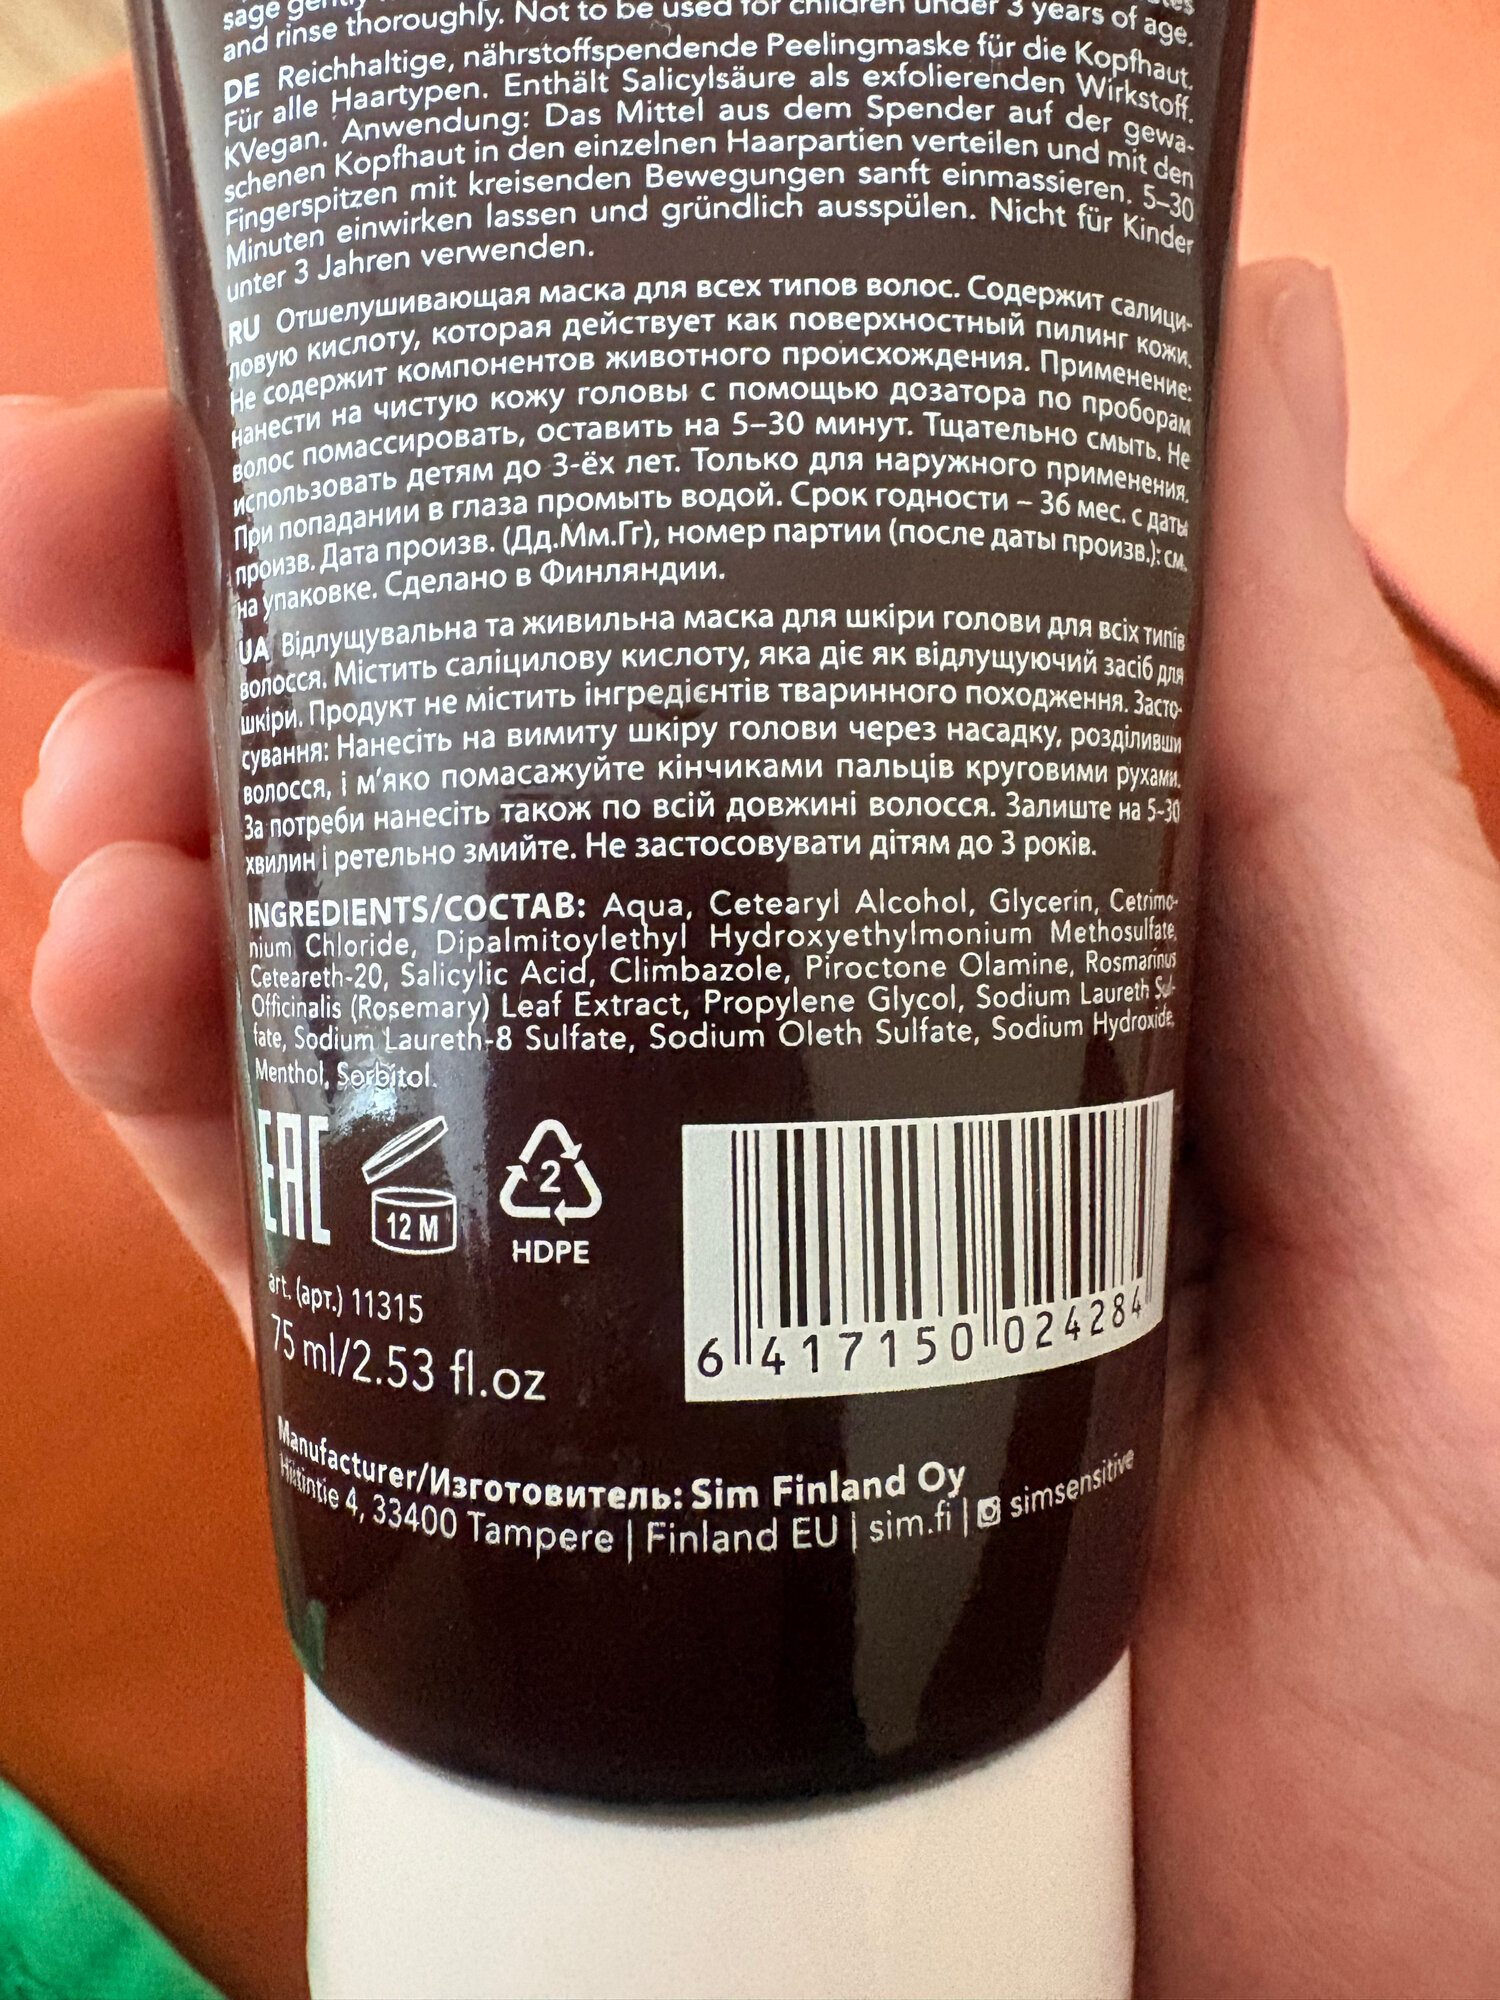 sage
and rinse thoroughly. Not to be used for children under 3 years of age.
DE Reichhaltige, nährstoffspendende Peelingmaske für die Kopfhaut.
Für alle Haartypen. Enthält Salicylsäure als exfolierenden Wirkstoff.
KVegan. Anwendung: Das Mittel aus dem Spender auf der gewa-
schenen Kopfhaut in den einzelnen Haarpartien verteilen und mit den
Fingerspitzen mit kreisenden Bewegungen sanft einmassieren. 5–30
Minuten einwirken lassen und gründlich ausspülen. Nicht für Kinder
unter 3 Jahren verwenden.
RU Отшелушивающая маска для всех типов волос. Содержит салици-
ловую кислоту, которая действует как поверхностный пилинг кожи.
Не содержит компонентов животного происхождения. Применение:
нанести на чистую кожу головы с помощью дозатора по проборам
волос помассировать, оставить на 5–30 минут. Тщательно смыть. Не
использовать детям до 3-ёх лет. Только для наружного применения.
При попадании в глаза промыть водой. Срок годности – 36 мес. с даты
произв. Дата произв. (Дд.Мм.Гг), номер партии (после даты произв.): см.
на упаковке. Сделано в Финляндии.
UA Відлущувальна та живильна маска для шкіри голови для всіх типів
волосся. Містить саліцилову кислоту, яка діє як відлущуючий засіб для
шкіри. Продукт не містить інгредієнтів тваринного походження. Засто-
сування: Нанесіть на вимиту шкіру голови через насадку, розділивши
волосся, і м’яко помасажуйте кінчиками пальців круговими рухами.
За потреби нанесіть також по всій довжині волосся. Залиште на 5-30
хвилин і ретельно змийте. Не застосовувати дітям до 3 років.
INGREDIENTS/СОСТАВ: Aqua, Cetearyl Alcohol, Glycerin, Cetrimo-
nium Chloride, Dipalmitoylethyl Hydroxyethylmonium Methosulfate,
Ceteareth-20, Salicylic Acid, Climbazole, Piroctone Olamine, Rosmarinus
Officinalis (Rosemary) Leaf Extract, Propylene Glycol, Sodium Laureth Sul-
fate, Sodium Laureth-8 Sulfate, Sodium Oleth Sulfate, Sodium Hydroxide,
Menthol, Sorbitol.
EAC
12 M
2
HDPE
art. (арт.) 11315
75 ml/2.53 fl.oz
6 417150 024284
Manufacturer/Изготовитель: Sim Finland Oy
Hiitintie 4, 33400 Tampere | Finland EU | sim.fi | simsensitive